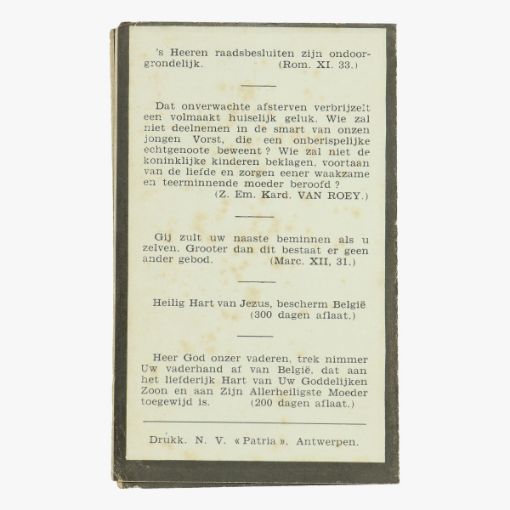 's Heeren raadsbesluiten zijn ondoor-
grondelijk. (Rom. XI. 33.)
Dat onverwachte afsterven verbrijzelt
een volmaakt huiselijk geluk. Wie zal
niet deelnemen in de smart van onzen
jongen Vorst, die een onberispelijke
echtgenoote beweent ? Wie zal niet de
koninklijke kinderen beklagen, voortaan
van de liefde en zorgen eener waakzame
en teerminnende moeder beroofd ?
(Z. Em. Kard. VAN ROEY.)
Gij zult uw naaste beminnen als u
zelven. Grooter dan dit bestaat er geen
ander gebod. (Marc. XII, 31.)
Heilig Hart van Jezus, bescherm België
(300 dagen aflaat.)
Heer God onzer vaderen, trek nimmer
Uw vaderhand af van België, dat aan
het liefderijk Hart van Uw Goddelijken
Zoon en aan Zijn Allerheiligste Moeder
toegewijd is. (200 dagen aflaat.)
Drukk. N. V. « Patria », Antwerpen.